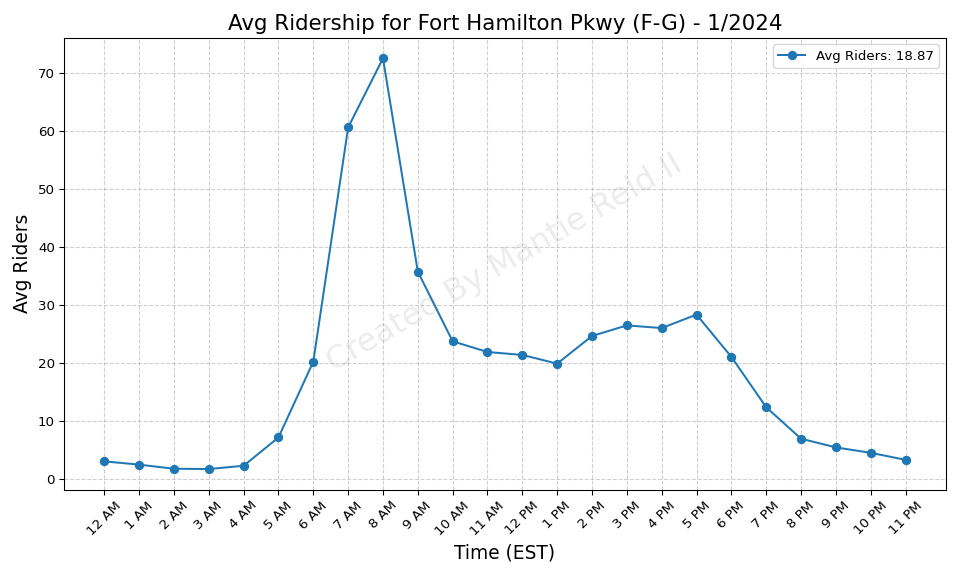 Avg Ridership for Fort Hamilton Pkwy (F-G) - 1/2024
Avg Riders: 18.87
Avg Riders
70
60
50
40
30
20
10
0
Created By Mantie Reid II
12 AM
1 AM
2 AM
3 AM
4 AM
5 AM
6 AM
7 AM
8 AM
9 AM
10 AM
11 AM
12 PM
1 PM
2 PM
3 PM
4 PM
5 PM
6 PM
7 PM
8 PM
9 PM
10 PM
11 PM
Time (EST)